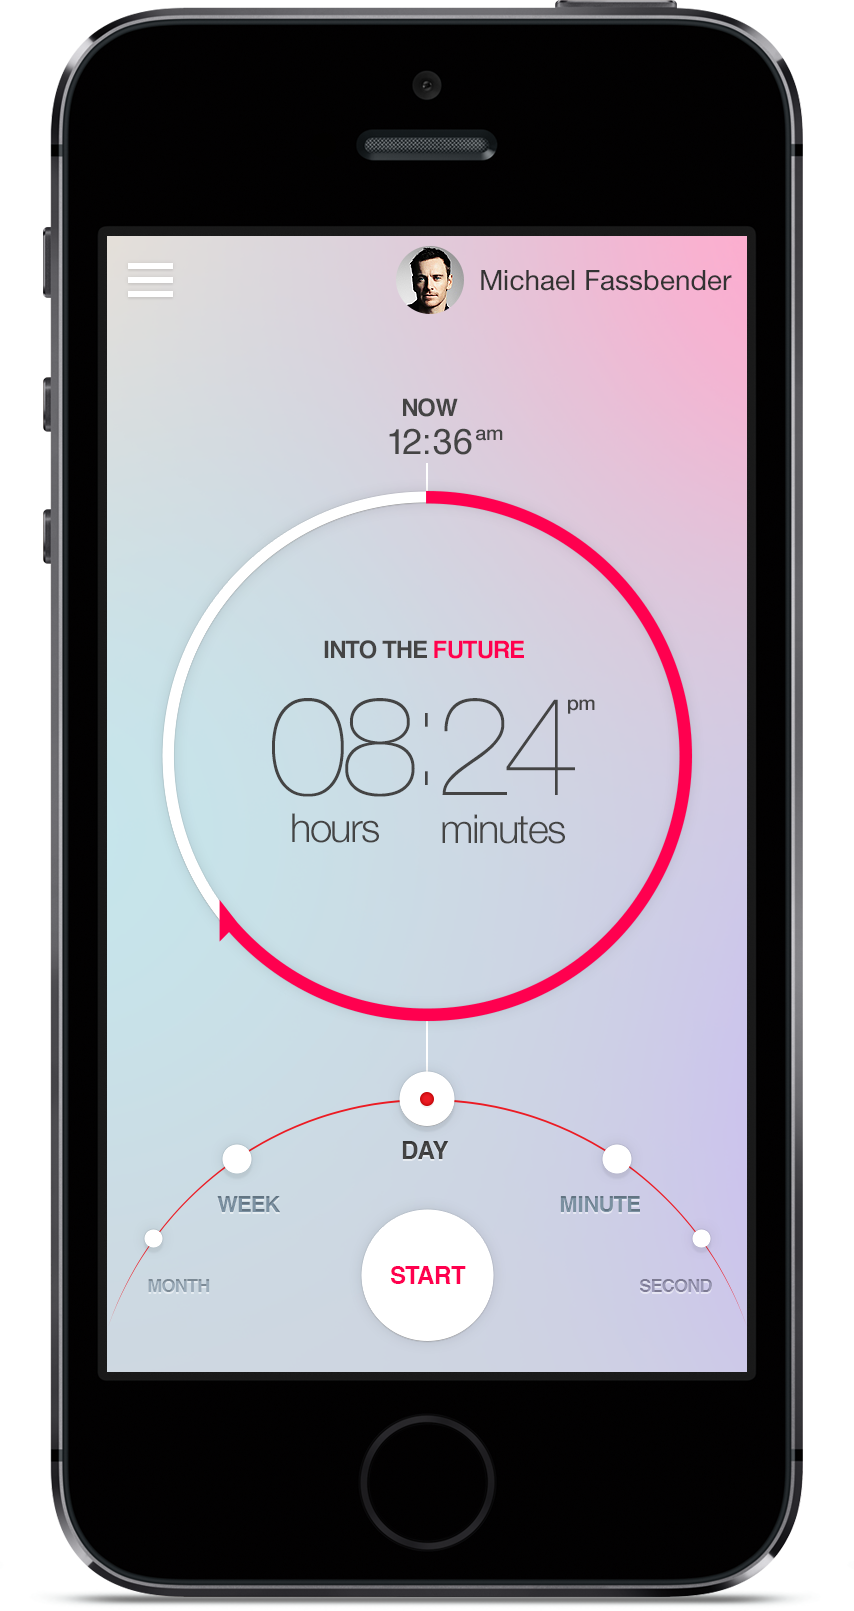 Michael Fassbender
NOW
12:36 am
INTO THE FUTURE
08:24 pm
hours minutes
DAY
WEEK MINUTE
MONTH SECOND
START